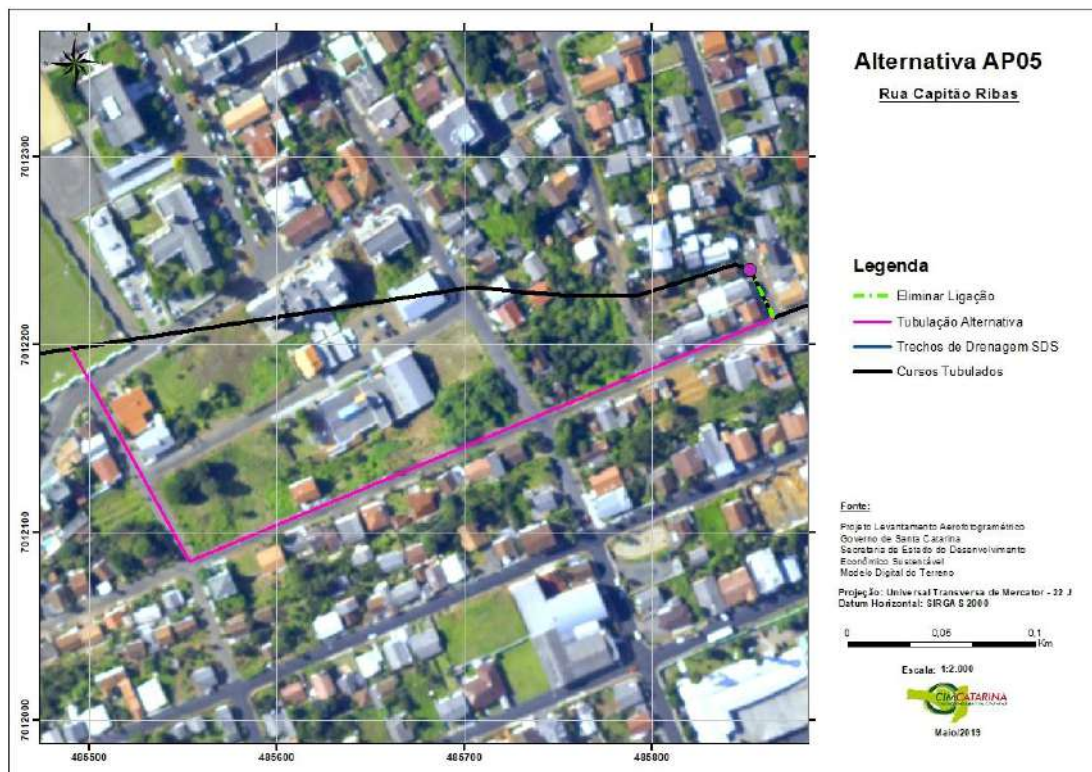 Alternativa AP05
Rua Capitão Ribas
7012300
7012200
7012100
7012000
485500
485600
485700
485800
Legenda
Eliminar Ligação
Tubulação Alternativa
Trechos de Drenagem SDS
Cursos Tubulados
Fonte:
Projeto Levantamento Aerofotogramétrico
Governo de Santa Catarina
Secretaria de Estado do Desenvolvimento
Econômico Sustentável
Modelo Digital do Terreno
Projeção: Universal Transversa de Mercator - 22 J
Datum Horizontal: SIRGAS 2000
0 0,05 0,1
Km
Escala: 1:2.000
CIMCATARINA
Maio/2019